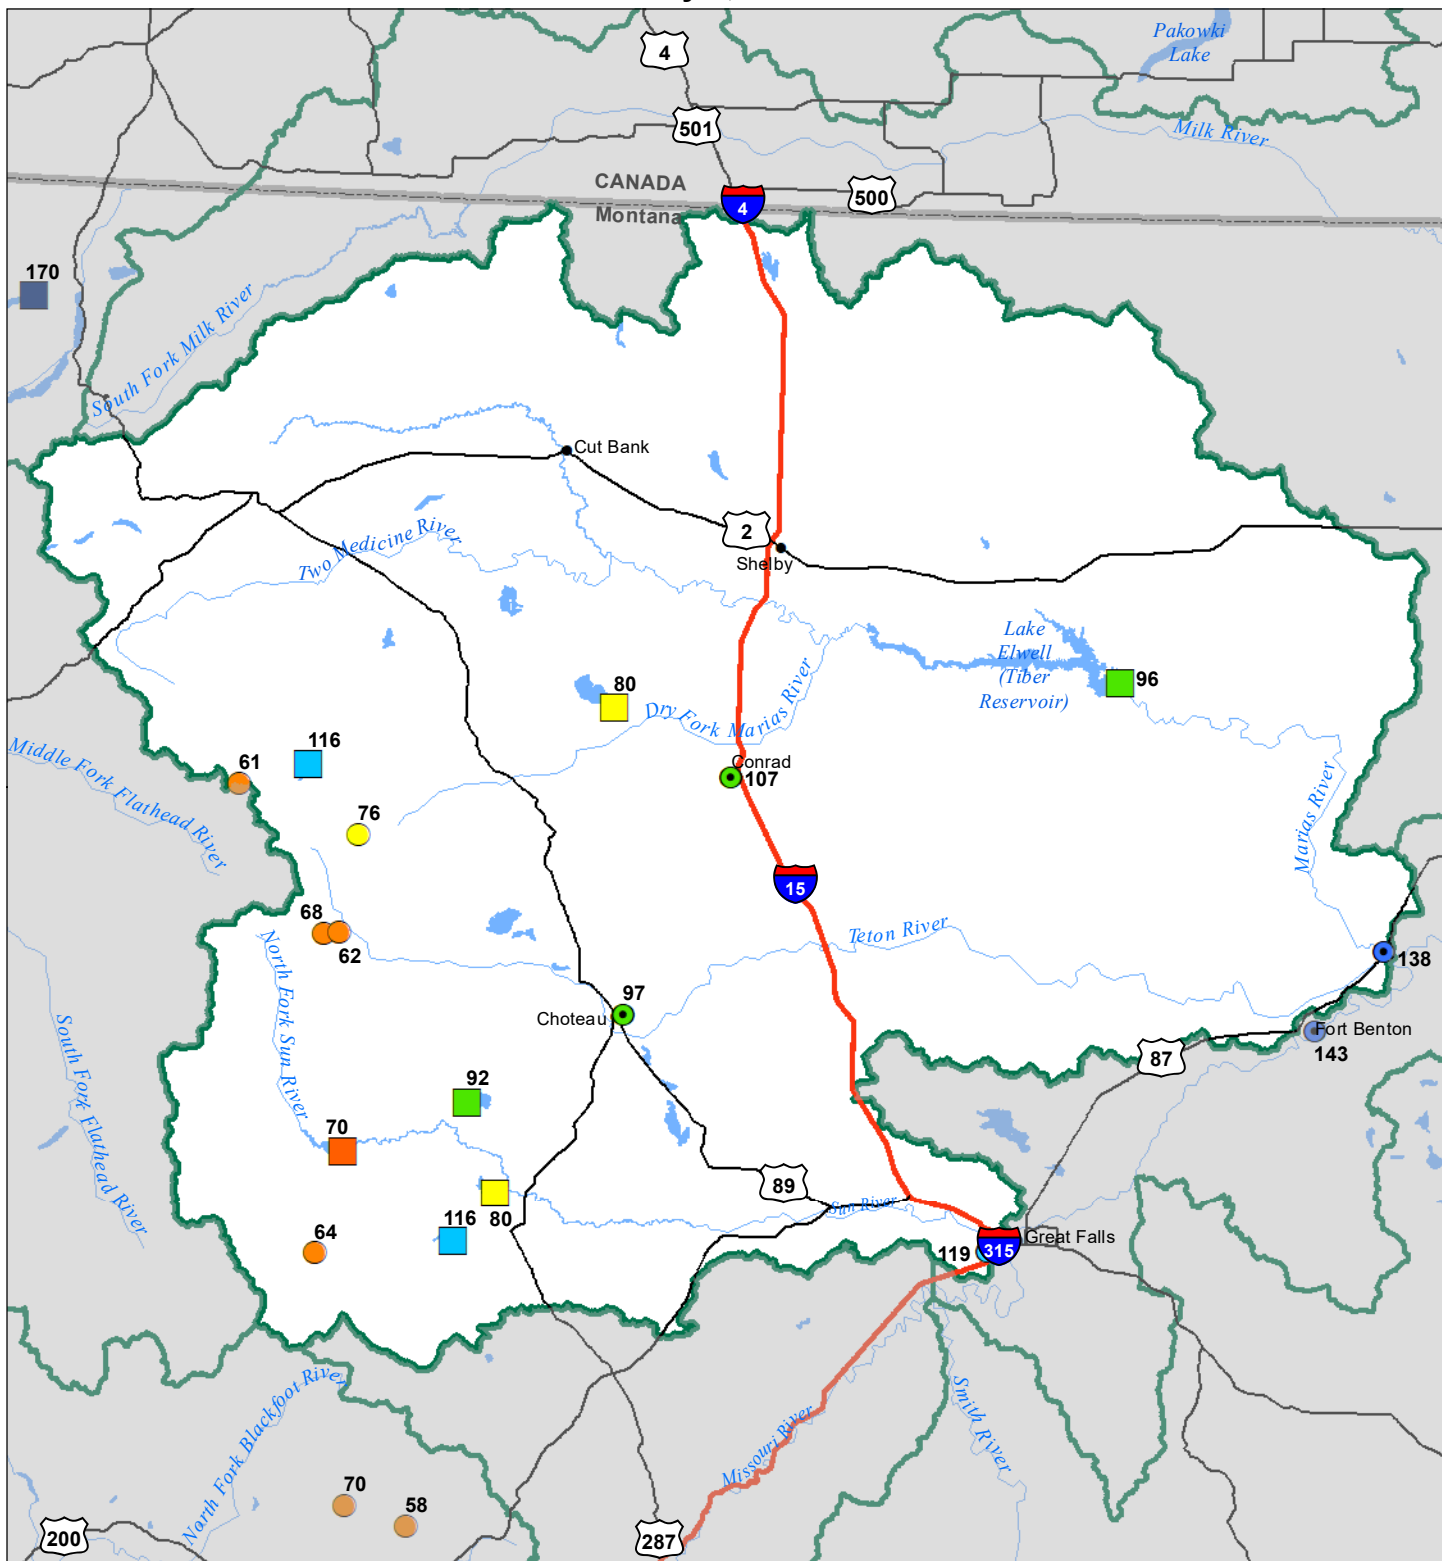 Pakowki
Lake
4
501
Milk River
CANADA
500
4
Montana
170
South Fork Milk River
Cut Bank
2
Two Medicine River
Shelby
Lake
Elwell
(Tiber
Reservoir)
96
80
Dry Fork Marias River
Middle Fork Flathead River
116
61
Conrad
107
76
Marias River
15
68
62
North Fork Sun River
Teton River
138
97
Choteau
Fort Benton
143
87
South Fork Flathead River
92
70
89
80
Sun River
116
64
Great Falls
315
119
North Fork Blackfoot River
Missouri River
Smith River
70
58
200
287